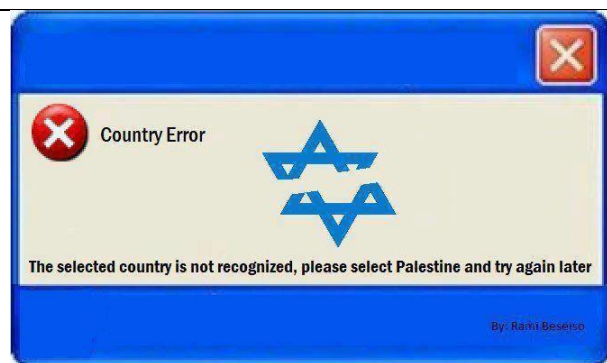 Country Error
The selected country is not recognized, please select Palestine and try again later
By: Rami Beseiso